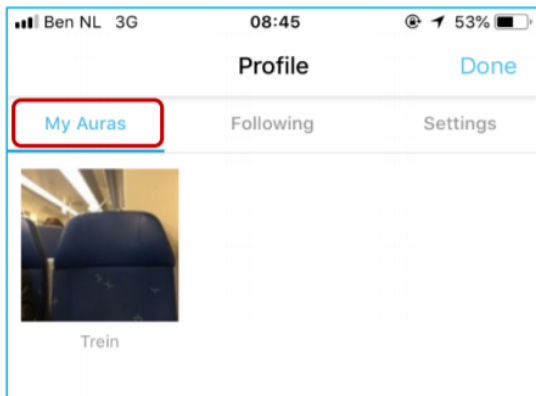 Ben NL 3G 08:45 53%
Profile Done
My Auras Following Settings
Trein